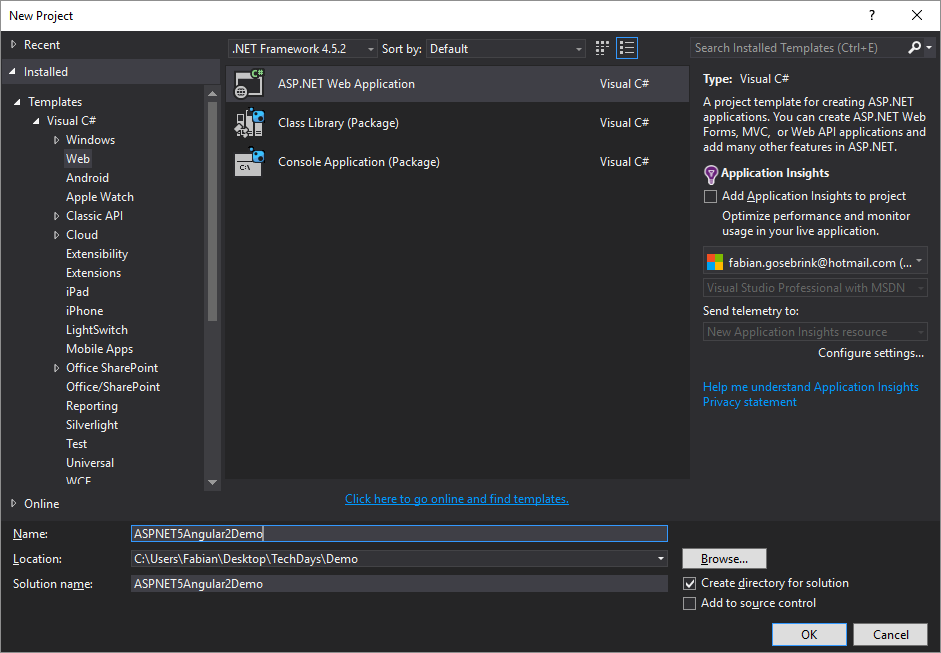 New Project
?
Recent
.NET Framework 4.5.2
Sort by:
Default
Search Installed Templates (Ctrl+E)
Installed
Templates
Visual C#
Windows
Web
Android
Apple Watch
Classic API
Cloud
Extensibility
Extensions
iPad
iPhone
LightSwitch
Mobile Apps
Office SharePoint
Office/SharePoint
Reporting
Silverlight
Test
Universal
WCF
Online
ASP.NET Web Application Visual C#
Class Library (Package) Visual C#
Console Application (Package) Visual C#
Click here to go online and find templates.
Type: Visual C#
A project template for creating ASP.NET
applications. You can create ASP.NET Web
Forms, MVC, or Web API applications and
add many other features in ASP.NET.
Application Insights
Add Application Insights to project
Optimize performance and monitor
usage in your live application.
fabian.gosebrink@hotmail.com (...
Visual Studio Professional with MSDN
Send telemetry to:
New Application Insights resource
Configure settings...
Help me understand Application Insights
Privacy statement
Name: ASPNET5Angular2Demo
Location: C:\Users\Fabian\Desktop\TechDays\Demo
Browse...
Solution name: ASPNET5Angular2Demo
Create directory for solution
Add to source control
OK
Cancel